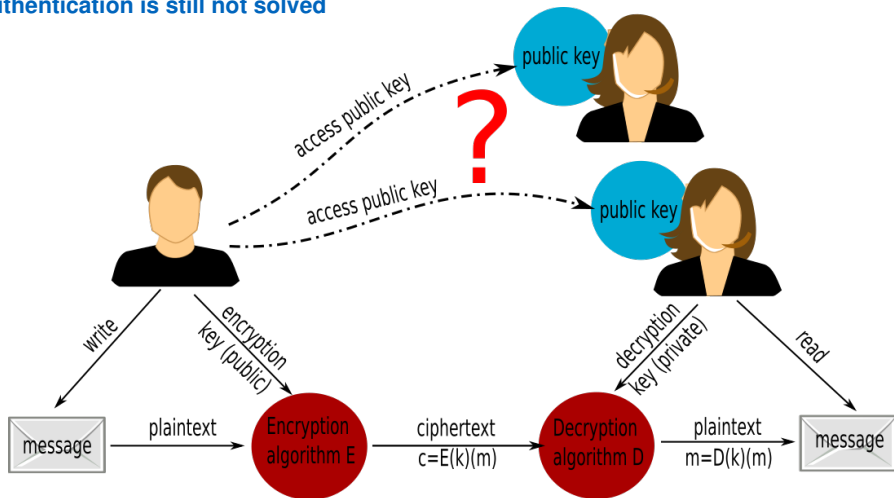 uthentication is still not solved
public key
access public key
?
access public key
public key
write
encryption
key (public)
decryption
key (private)
read
message
plaintext
Encryption
algorithm E
ciphertext
c=E(k)(m)
Decryption
algorithm D
plaintext
m=D(k)(m)
message